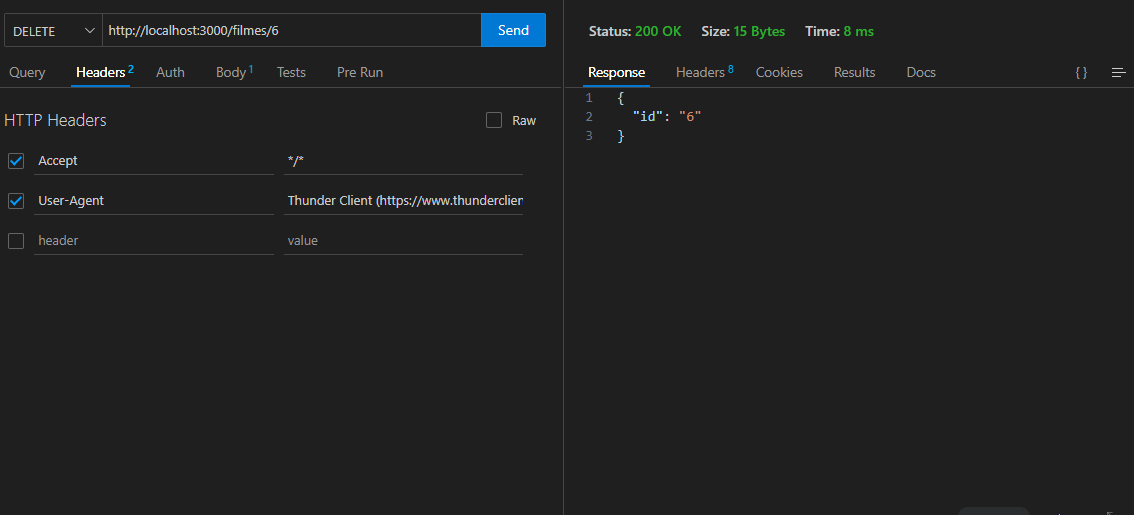 DELETE http://localhost:3000/filmes/6 Send
Query Headers 2 Auth Body 1 Tests Pre Run
HTTP Headers Raw
Accept */*
User-Agent Thunder Client (https://www.thunderclien
header value
Status: 200 OK Size: 15 Bytes Time: 8 ms
Response Headers 8 Cookies Results Docs { }
1 {
2 "id": "6"
3 }